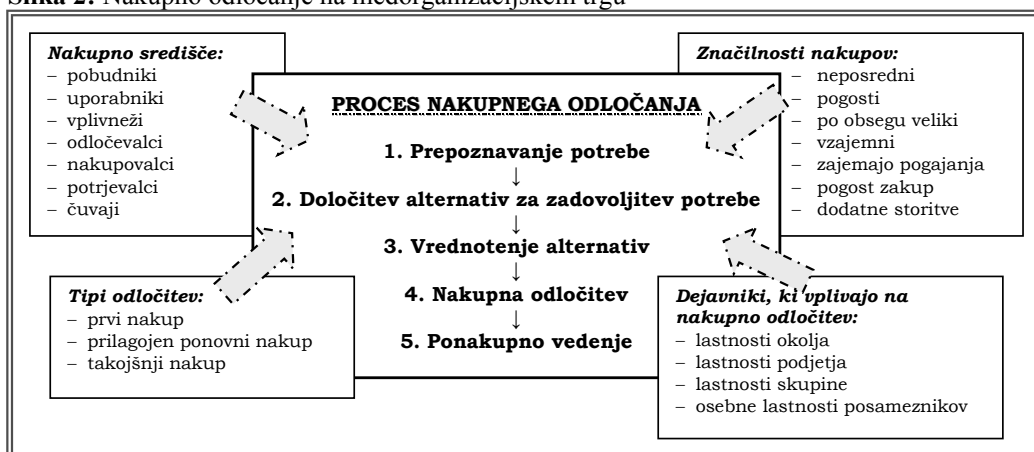 Slika 2: Nakupno odločanje na medorganizacijskem trgu
Nakupno središče:
– pobudniki
– uporabniki
– vplivneži
– odločevalci
– nakupovalci
– potrjevalci
– čuvaji
Značilnosti nakupov:
– neposredni
– pogosti
– po obsegu veliki
– vzajemni
– zajemajo pogajanja
– pogost zakup
– dodatne storitve
PROCES NAKUPNEGA ODLOČANJA
1. Prepoznavanje potrebe
↓
2. Določitev alternativ za zadovoljitev potrebe
↓
3. Vrednotenje alternativ
↓
4. Nakupna odločitev
↓
5. Ponakupno vedenje
Tipi odločitev:
– prvi nakup
– prilagojen ponovni nakup
– takojšnji nakup
Dejavniki, ki vplivajo na
nakupno odločitev:
– lastnosti okolja
– lastnosti podjetja
– lastnosti skupine
– osebne lastnosti posameznikov